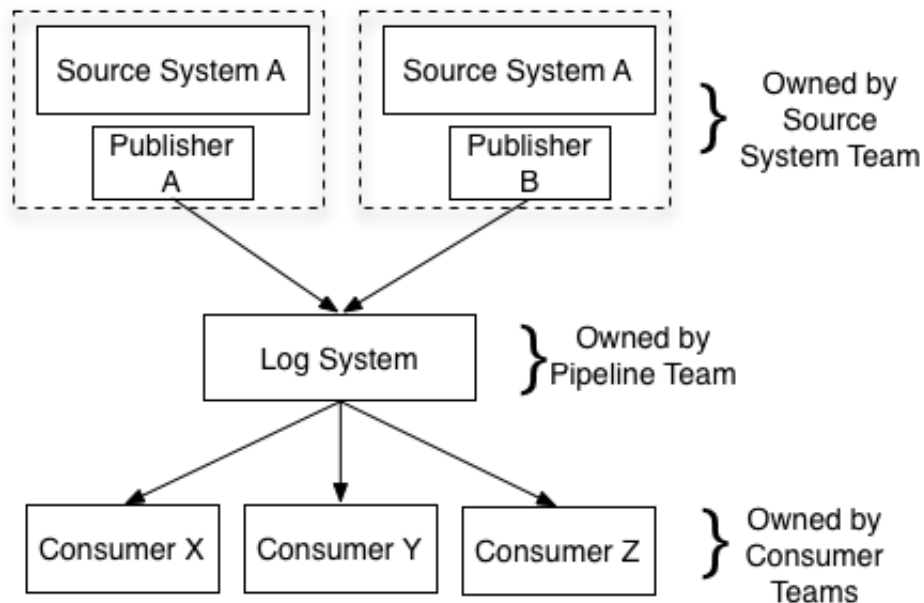 Source System A
Source System A
Owned by
Source
System Team
Publisher
A
Publisher
B
Log System
Owned by
Pipeline Team
Consumer X
Consumer Y
Consumer Z
Owned by
Consumer
Teams